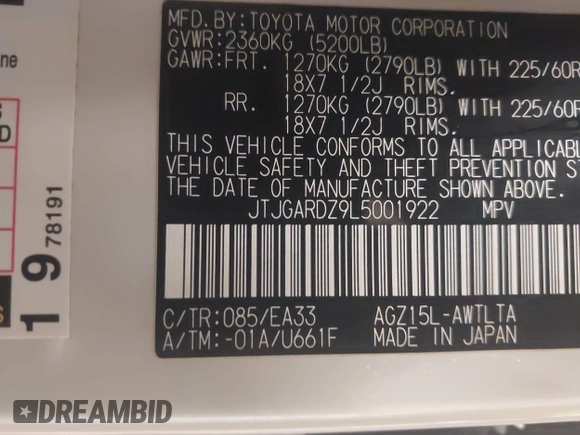 MFD. BY: TOYOTA MOTOR CORPORATION
GVWR: 2360KG (5200LB)
GAWR: FRT. 1270KG (2790LB) WITH 225/60R
18X7 1/2J RIMS.
RR. 1270KG (2790LB) WITH 225/60R
18X7 1/2J RIMS.
THIS VEHICLE CONFORMS TO ALL APPLICABL
VEHICLE SAFETY AND THEFT PREVENTION ST
THE DATE OF MANUFACTURE SHOWN ABOVE.
JTJGARDZ9L5001922 MPV
C/TR: 085/EA33 AGZ15L-AWTLTA
A/TM: -01A/U661F MADE IN JAPAN
19 78191
DREAMBID